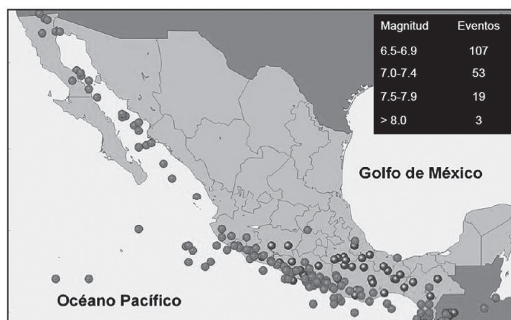 Magnitud Eventos
6.5-6.9 107
7.0-7.4 53
7.5-7.9 19
> 8.0 3
Golfo de México
Océano Pacífico